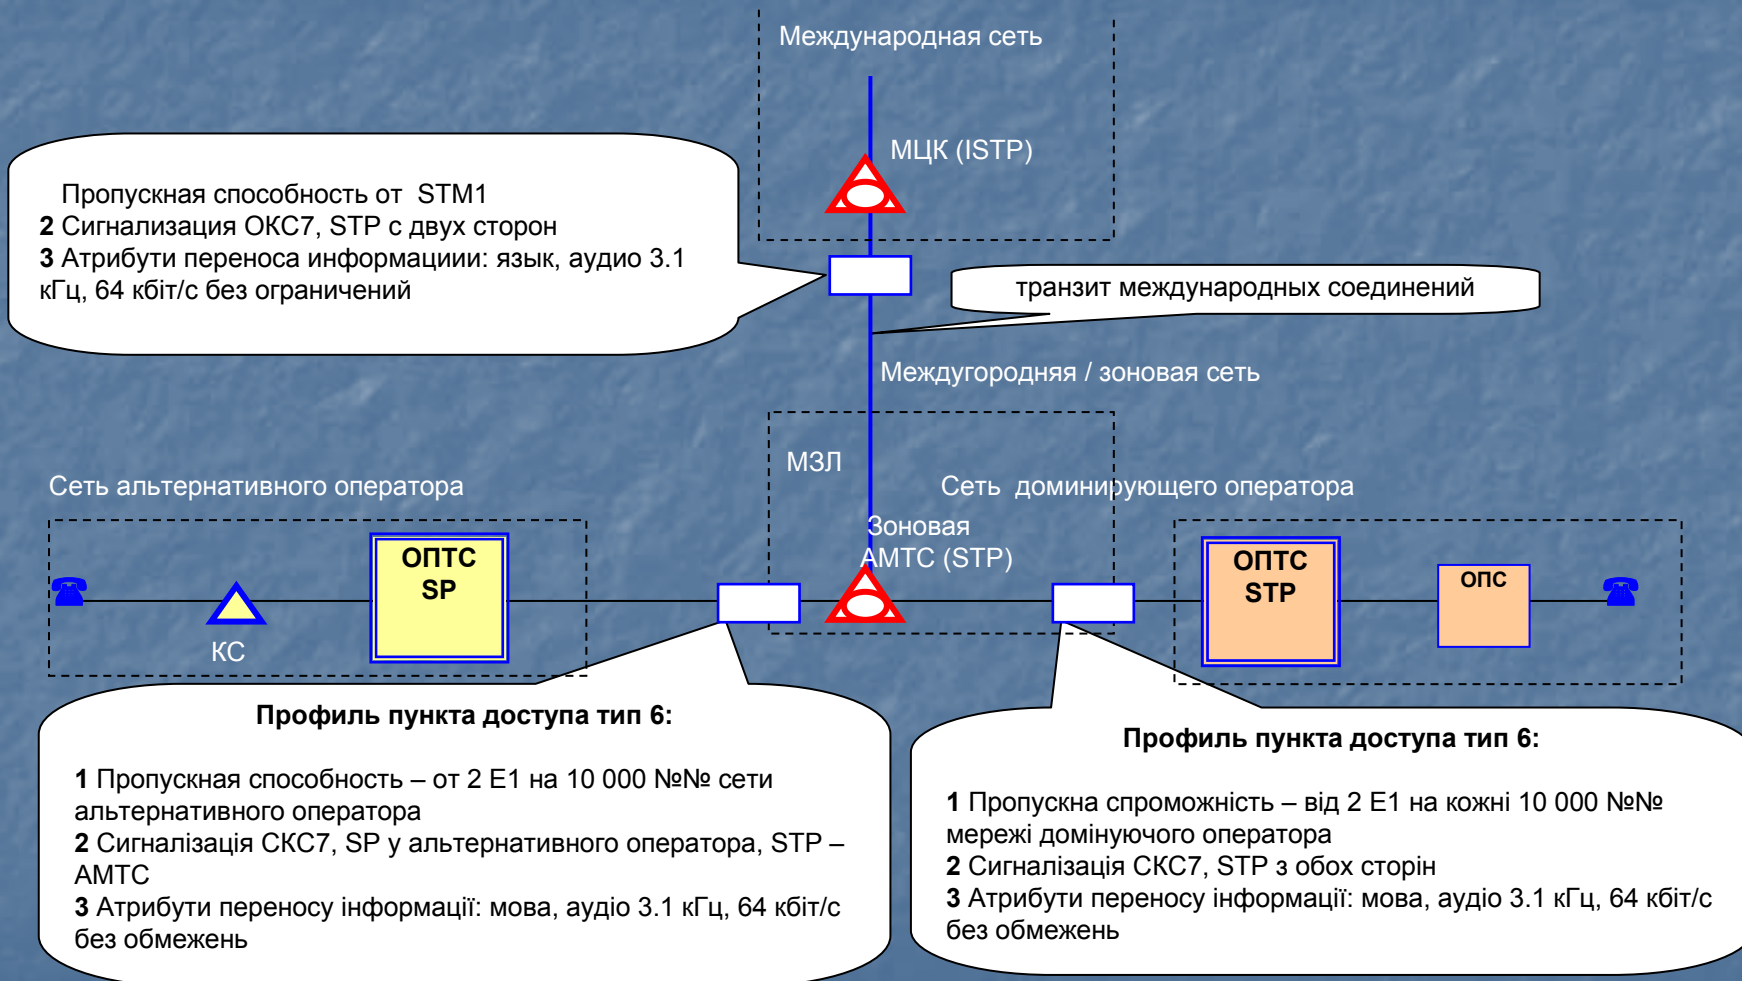 Международная сеть
МЦК (ISTP)
Пропускная способность от STM1
2 Сигнализация ОКС7, STP с двух сторон
3 Атрибути переноса информациии: язык, аудио 3.1
кГц, 64 кбіт/с без ограничений
транзит международных соединений
Междугородняя / зоновая сеть
МЗЛ
Сеть альтернативного оператора
Сеть доминирующего оператора
Зоновая
АМТС (STP)
ОПТС
SP
КС
ОПТС
STP
ОПС
Профиль пункта доступа тип 6:
1 Пропускная способность – от 2 Е1 на 10 000 №№ сети
альтернативного оператора
2 Сигналізація СКС7, SP у альтернативного оператора, STP –
АМТС
3 Атрибути переносу інформації: мова, аудіо 3.1 кГц, 64 кбіт/с
без обмежень
Профиль пункта доступа тип 6:
1 Пропускна спроможність – від 2 Е1 на кожні 10 000 №№
мережі домінуючого оператора
2 Сигналізація СКС7, STP з обох сторін
3 Атрибути переносу інформації: мова, аудіо 3.1 кГц, 64 кбіт/с
без обмежень